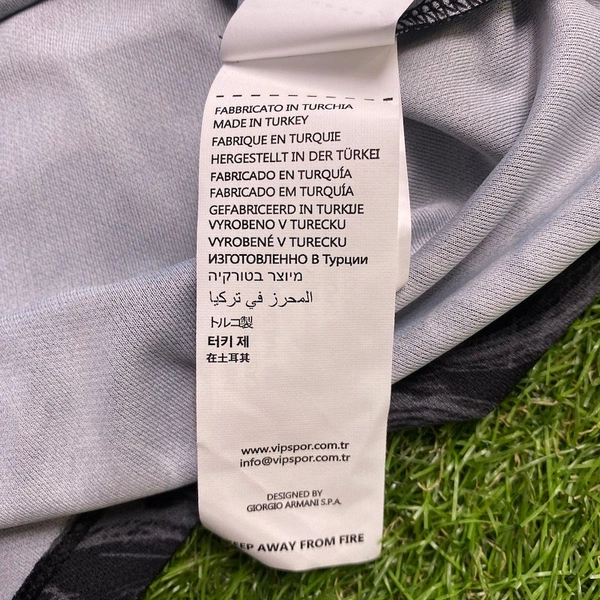 FABBRICATO IN TURCHIA
MADE IN TURKEY
FABRIQUE EN TURQUIE
HERGESTELLT IN DER TÜRKEI
FABRICADO EN TURQUÍA
FABRICADO EM TURQUÍA
GEFABRICEERD IN TURKIJE
VYROBENO V TURECKU
VYROBENÉ V TURECKU
ИЗГОТОВЛЕННО В Турции
מיוצר בטורקיה
المحرز في تركيا
トルコ製
터키 제
在土耳其
www.vipspor.com.tr
info@vipspor.com.tr
DESIGNED BY
GIORGIO ARMANI S.P.A.
KEEP AWAY FROM FIRE